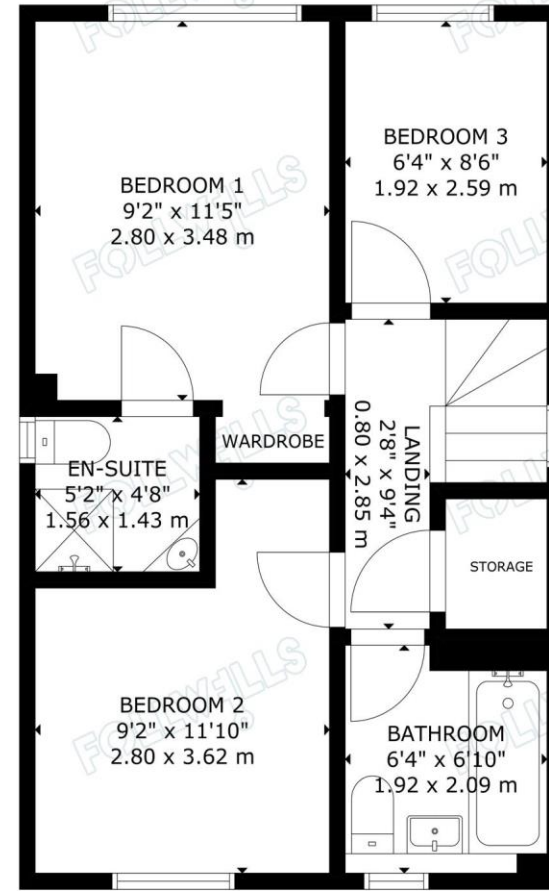 BEDROOM 1
9'2" x 11'5"
2.80 x 3.48 m
BEDROOM 3
6'4" x 8'6"
1.92 x 2.59 m
WARDROBE
EN-SUITE
5'2" x 4'8"
1.56 x 1.43 m
LANDING
2'8" x 9'4"
0.80 x 2.85 m
STORAGE
BEDROOM 2
9'2" x 11'10"
2.80 x 3.62 m
BATHROOM
6'4" x 6'10"
1.92 x 2.09 m
FOLLWELLS
FOLLWELLS